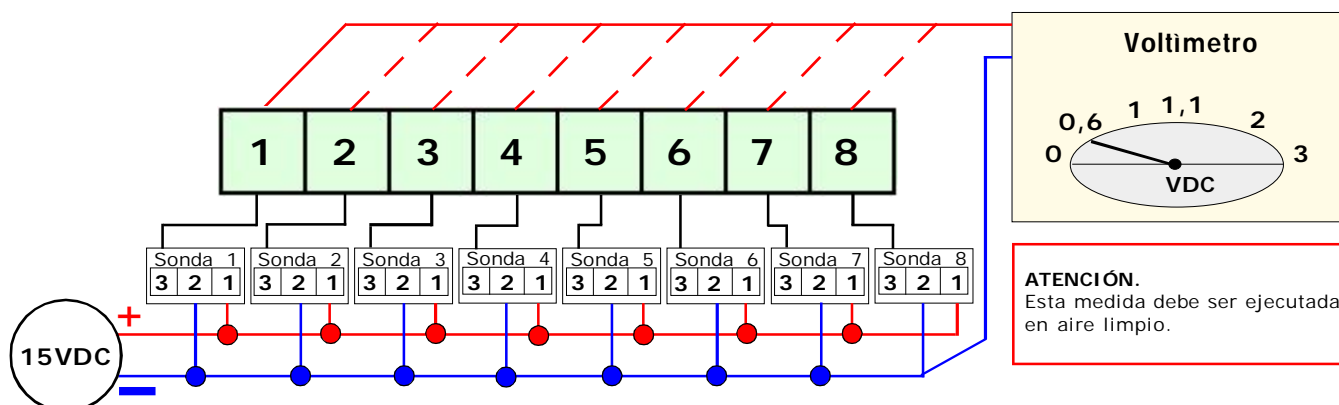 Voltìmetro
0 0,6 1 1,1 2 3
VDC
1 2 3 4 5 6 7 8
Sonda 1 Sonda 2 Sonda 3 Sonda 4 Sonda 5 Sonda 6 Sonda 7 Sonda 8
3 2 1 3 2 1 3 2 1 3 2 1 3 2 1 3 2 1 3 2 1 3 2 1
+
15VDC
ATENCIÓN.
Esta medida debe ser ejecutada
en aire limpio.